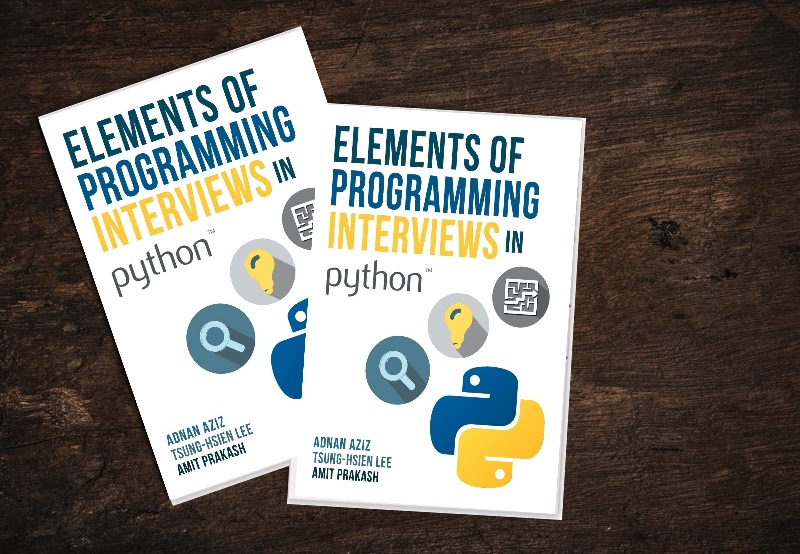 ELEMENTS OF
PROGRAMMING
INTERVIEWS IN
python™
ADNAN AZIZ
TSUNG-HSIEN LEE
AMIT PRAKASH
ELEMENTS OF
PROGRAMMING
INTERVIEWS IN
python™
ADNAN AZIZ
TSUNG-HSIEN LEE
AMIT PRAKASH